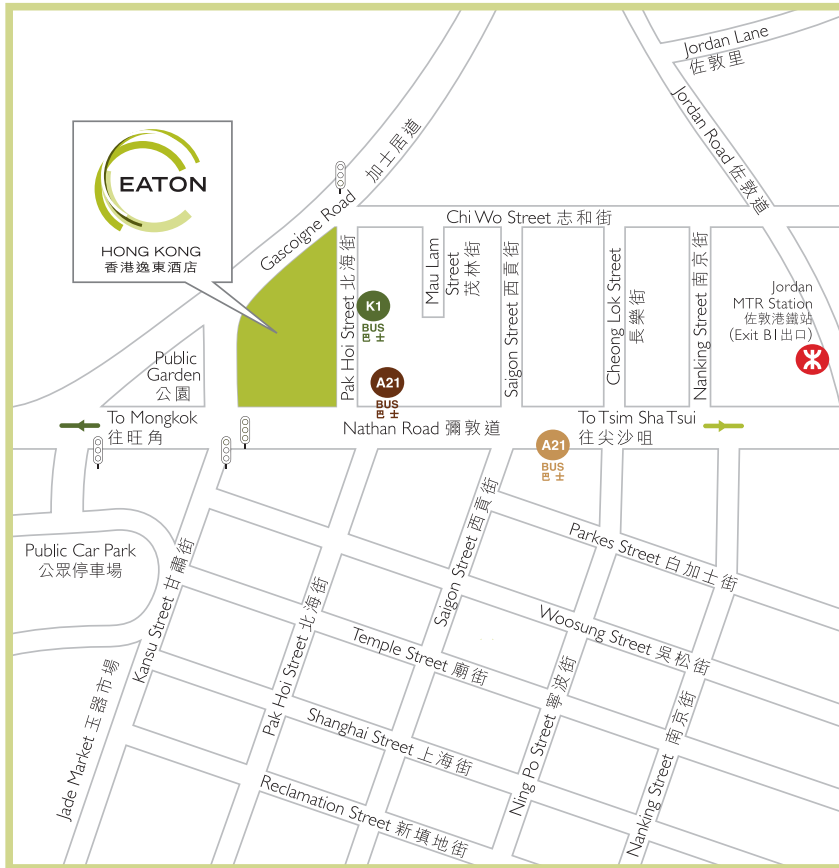 Jordan Lane
佐敦里
Jordan Road 佐敦道
EATON
HONG KONG
香港逸東酒店
Gascoigne Road 加士居道
Chi Wo Street 志和街
Pak Hoi Street 北海街
Mau Lam
Street
茂林街
Saigon Street 西貢街
Cheong Lok Street
長樂街
Nanking Street 南京街
Jordan
MTR Station
佐敦港鐵站
(Exit B1出口)
K1
BUS
巴士
Public
Garden
公園
A21
BUS
巴士
To Mongkok
往旺角
Nathan Road 彌敦道
To Tsim Sha Tsui
往尖沙咀
A21
BUS
巴士
Public Car Park
公眾停車場
Kansu Street 甘肅街
Pak Hoi Street 北海街
Saigon Street 西貢街
Parkes Street 白加士街
Woosung Street 吳松街
Temple Street 廟街
Ning Po Street 寧波街
Nanking Street 南京街
Shanghai Street 上海街
Reclamation Street 新填地街
Jade Market 玉器市場